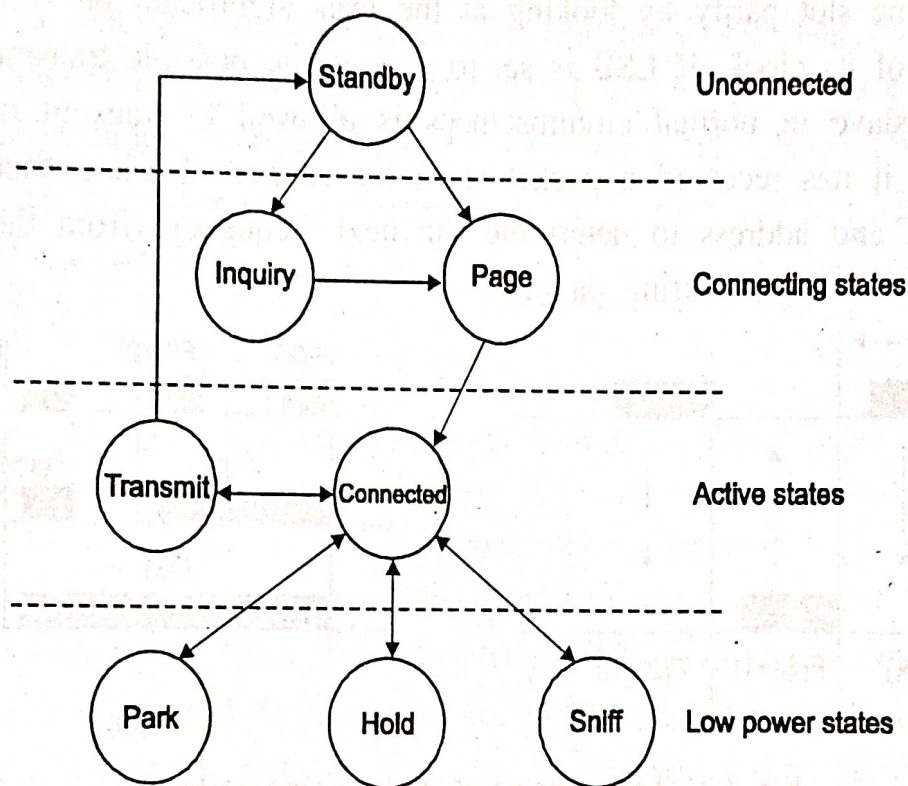 Standby
Unconnected
Inquiry
Page
Connecting states
Transmit
Connected
Active states
Park
Hold
Sniff
Low power states